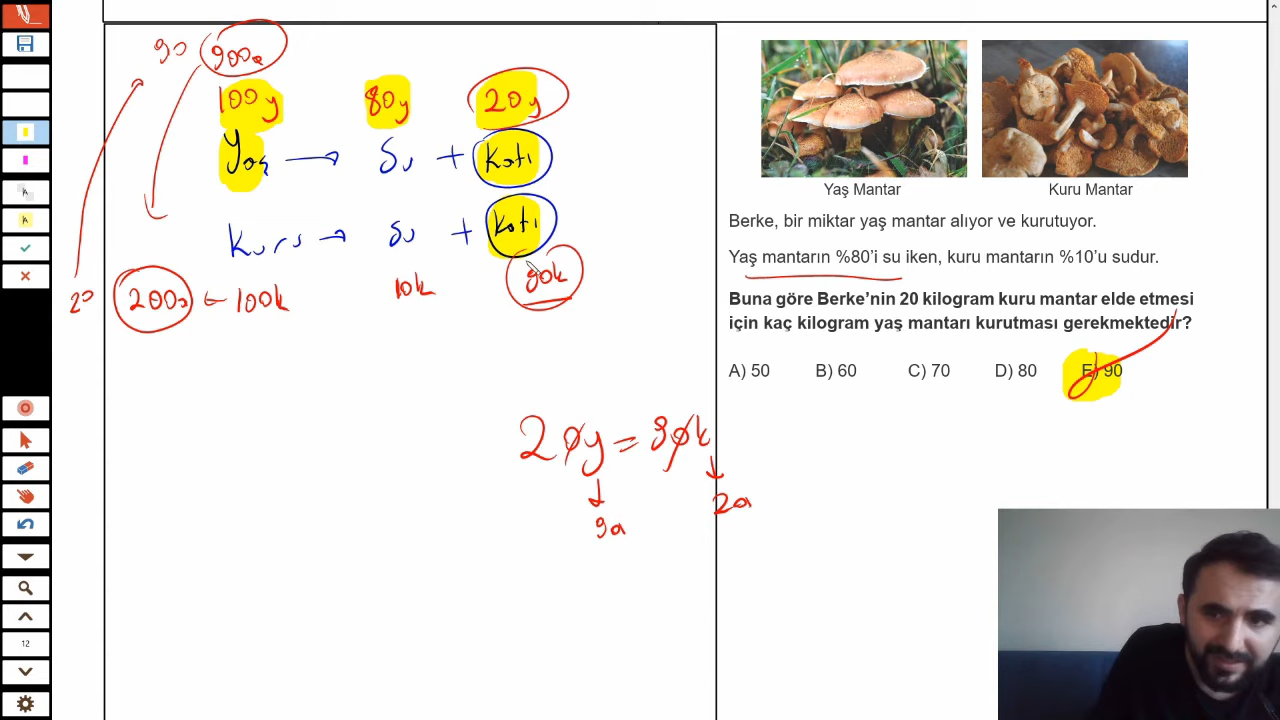 90 900a
100y 80y 20y
Yaş → Su + Katı
Kuru → Su + Katı
20 200a ← 100k 10k 90k
20y = 90k
9a 2a
Yaş Mantar Kuru Mantar
Berke, bir miktar yaş mantar alıyor ve kurutuyor.
Yaş mantarın %80'i su iken, kuru mantarın %10'u sudur.
Buna göre Berke'nin 20 kilogram kuru mantar elde etmesi
için kaç kilogram yaş mantarı kurutması gerekmektedir?
A) 50 B) 60 C) 70 D) 80 E) 90
12